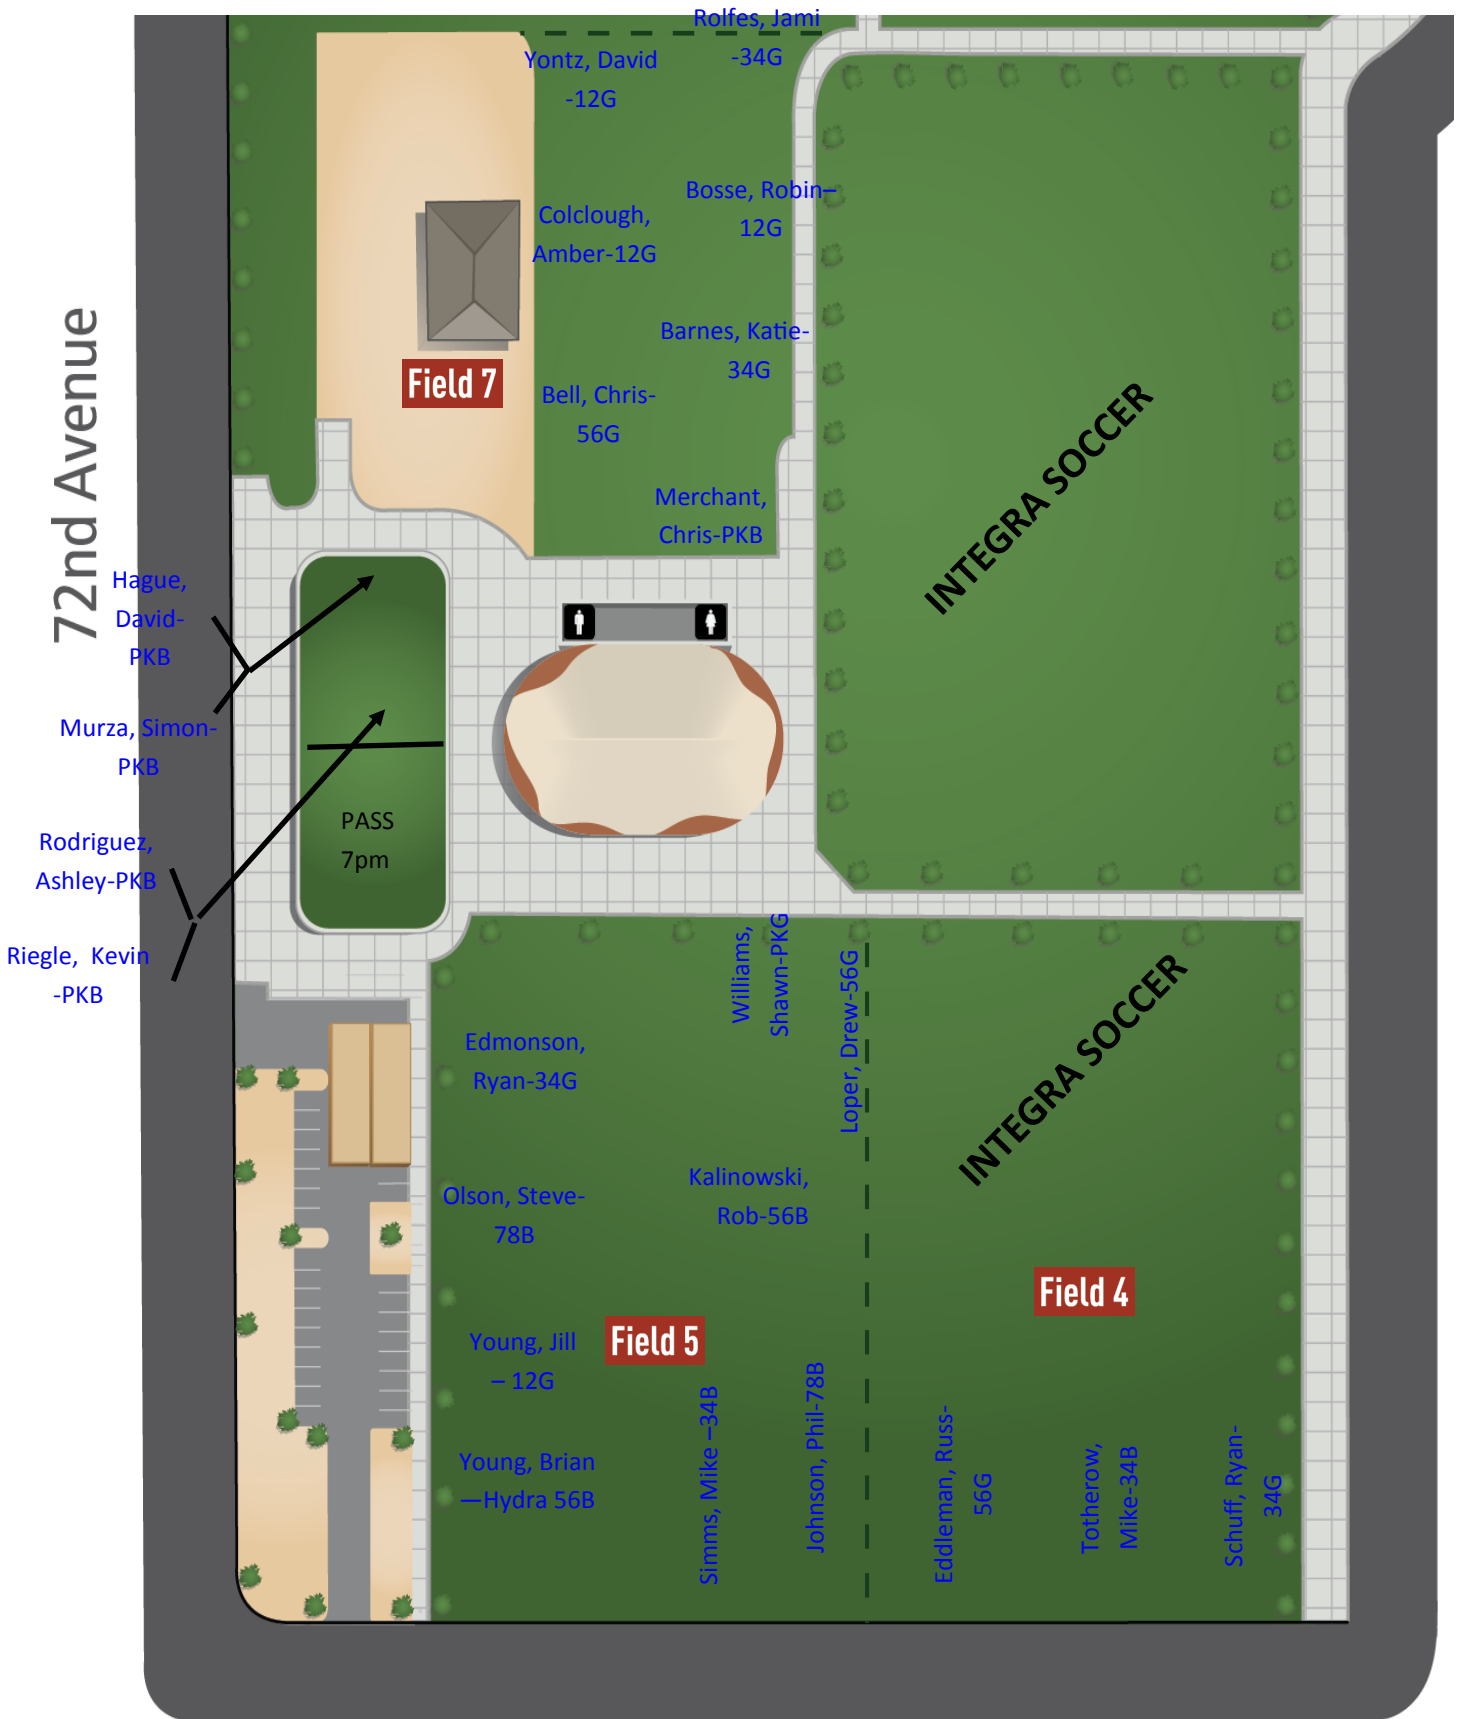 Rolfes, Jami
-34G
Yontz, David
-12G
Bosse, Robin–
12G
Colclough,
Amber-12G
Barnes, Katie-
34G
Field 7
Bell, Chris-
56G
Merchant,
Chris-PKB
72nd Avenue
INTEGRA SOCCER
Hague,
David-
PKB
Murza, Simon-
PKB
PASS
7pm
Rodriguez,
Ashley-PKB
Riegle, Kevin
-PKB
Williams,
Shawn-PKG
Loper, Drew-56G
INTEGRA SOCCER
Edmonson,
Ryan-34G
Kalinowski,
Rob-56B
Olson, Steve-
78B
Field 4
Field 5
Young, Jill
– 12G
Young, Brian
—Hydra 56B
Simms, Mike –34B
Johnson, Phil-78B
Eddleman, Russ-
56G
Totherow,
Mike-34B
Schuff, Ryan-
34G